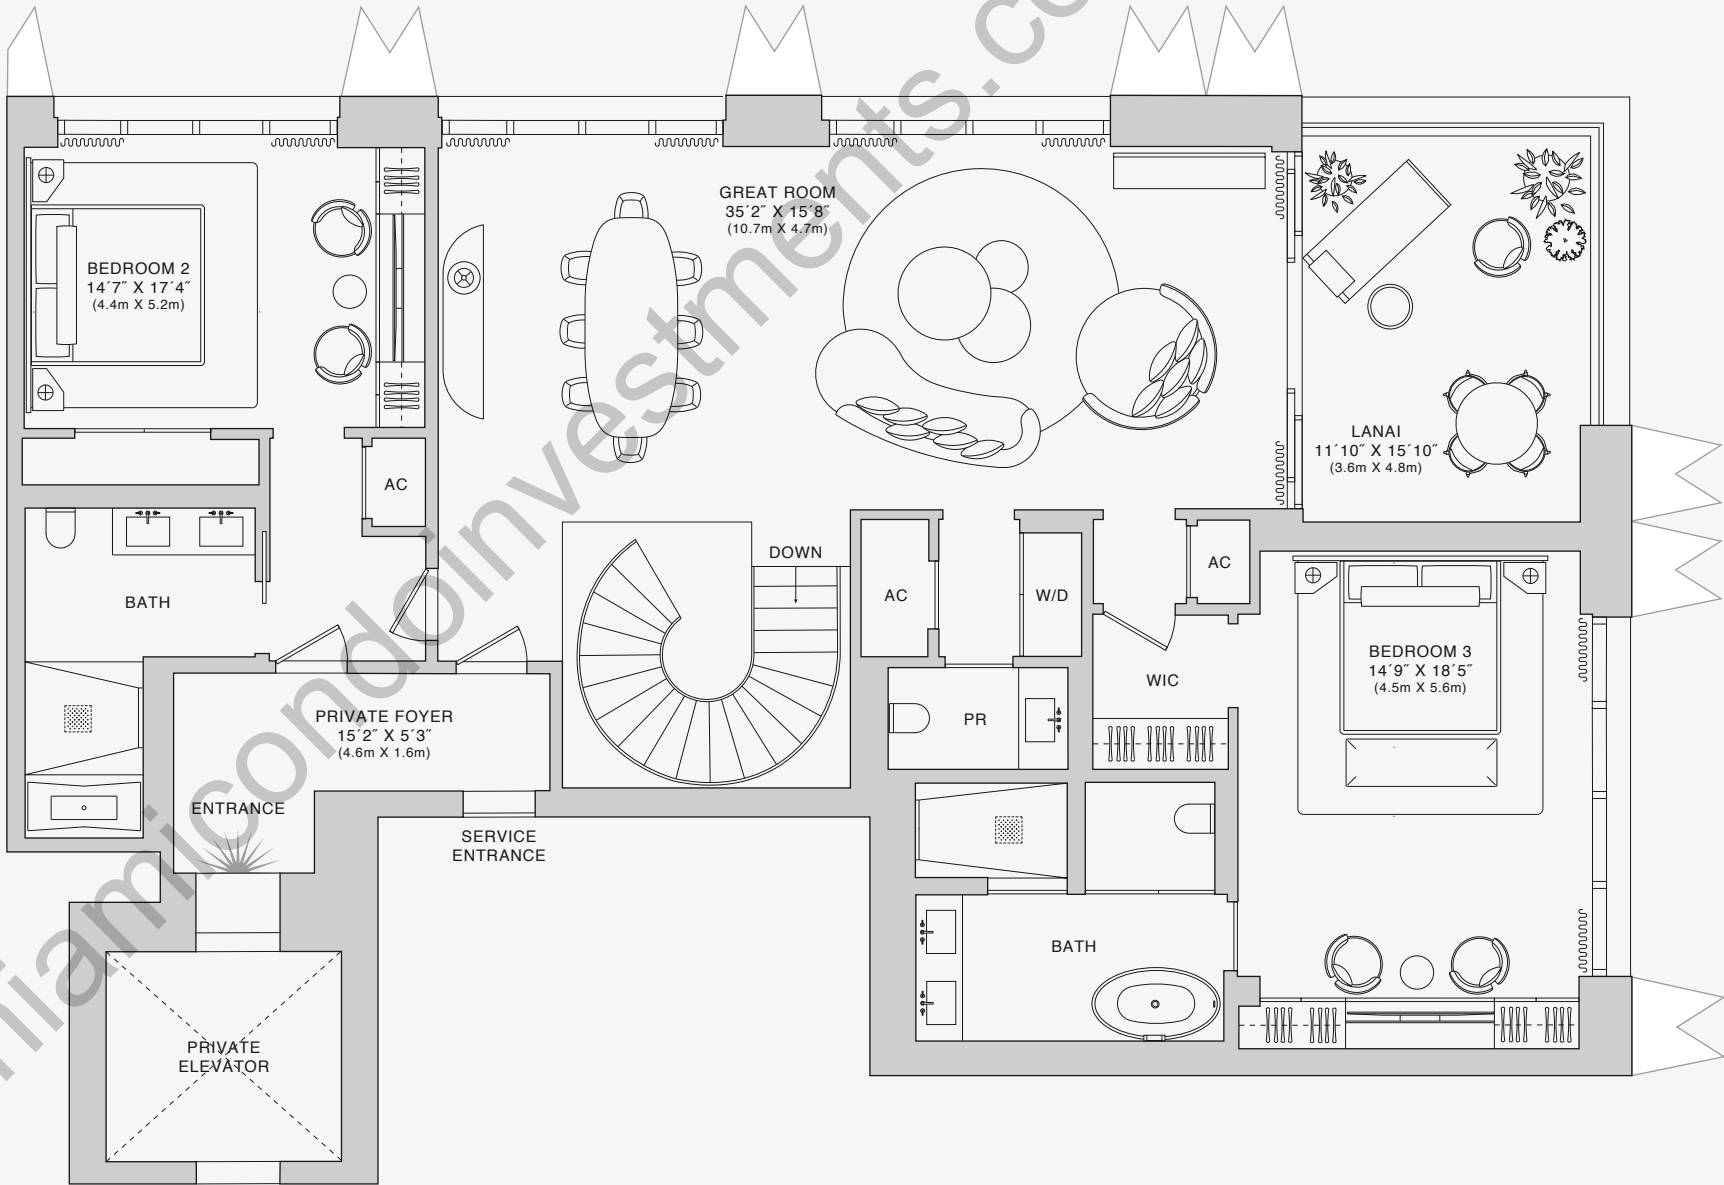 GREAT ROOM
35´2˝ X 15´8˝
(10.7m X 4.7m)
BEDROOM 2
14´7˝ X 17´4˝
(4.4m X 5.2m)
LANAI
11´10˝ X 15´10˝
(3.6m X 4.8m)
AC
DOWN
AC
W/D
AC
BATH
BEDROOM 3
14´9˝ X 18´5˝
(4.5m X 5.6m)
WIC
PRIVATE FOYER
15´2˝ X 5´3˝
(4.6m X 1.6m)
PR
ENTRANCE
SERVICE
ENTRANCE
BATH
PRIVATE
ELEVATOR
miamicondoinvestments.co